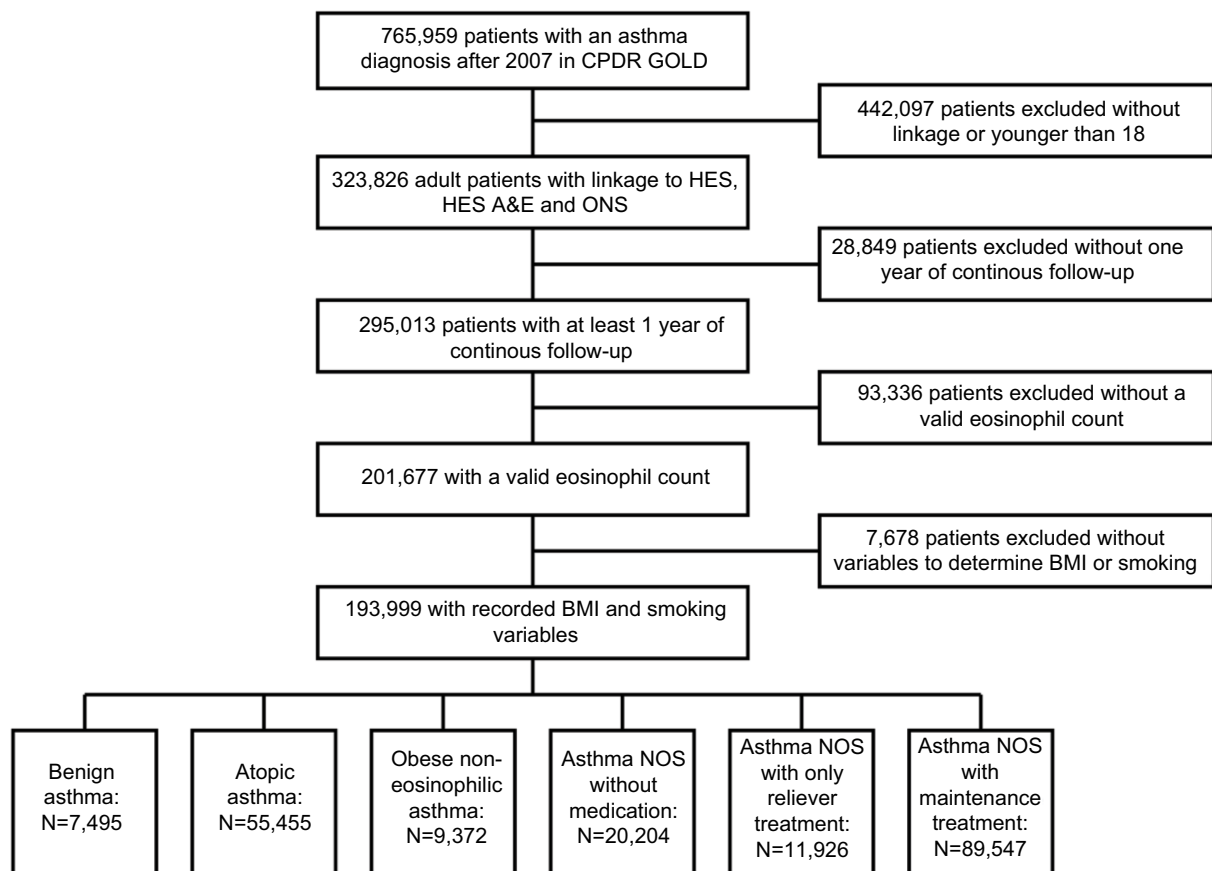 765,959 patients with an asthma
diagnosis after 2007 in CPDR GOLD
442,097 patients excluded without
linkage or younger than 18
323,826 adult patients with linkage to HES,
HES A&E and ONS
28,849 patients excluded without one
year of continous follow-up
295,013 patients with at least 1 year of
continous follow-up
93,336 patients excluded without a
valid eosinophil count
201,677 with a valid eosinophil count
7,678 patients excluded without
variables to determine BMI or smoking
193,999 with recorded BMI and smoking
variables
Benign
asthma:
N=7,495
Atopic
asthma:
N=55,455
Obese non-
eosinophilic
asthma:
N=9,372
Asthma NOS
without
medication:
N=20,204
Asthma NOS
with only
reliever
treatment:
N=11,926
Asthma NOS
with
maintenance
treatment:
N=89,547